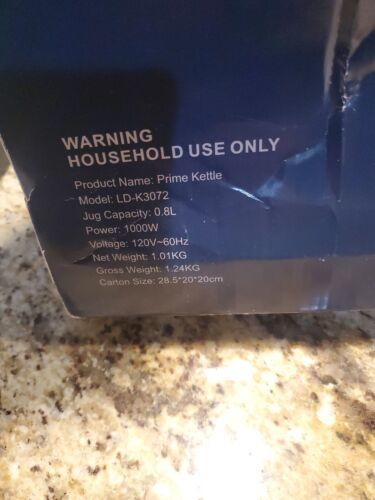 WARNING
HOUSEHOLD USE ONLY
Product Name: Prime Kettle
Model: LD-K3072
Jug Capacity: 0.8L
Power: 1000W
Voltage: 120V~60Hz
Net Weight: 1.01KG
Gross Weight: 1.24KG
Carton Size: 28.5*20*20cm